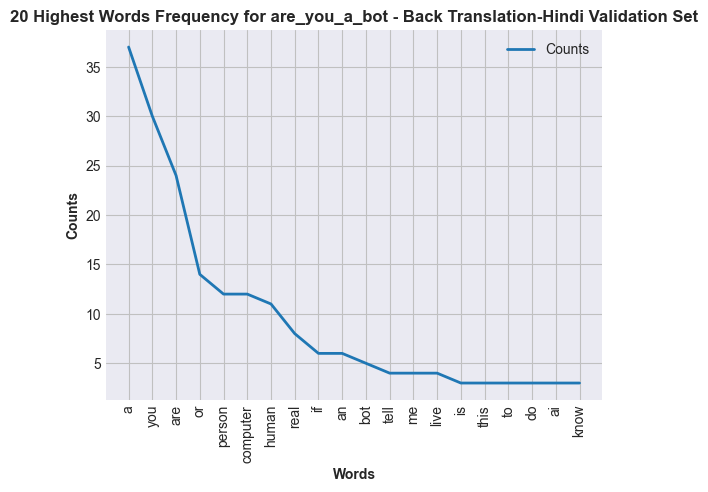 20 Highest Words Frequency for are_you_a_bot - Back Translation-Hindi Validation Set
Counts
35
30
25
20
15
10
5
Counts
a
you
are
or
person
computer
human
real
if
an
bot
tell
me
live
is
this
to
do
ai
know
Words